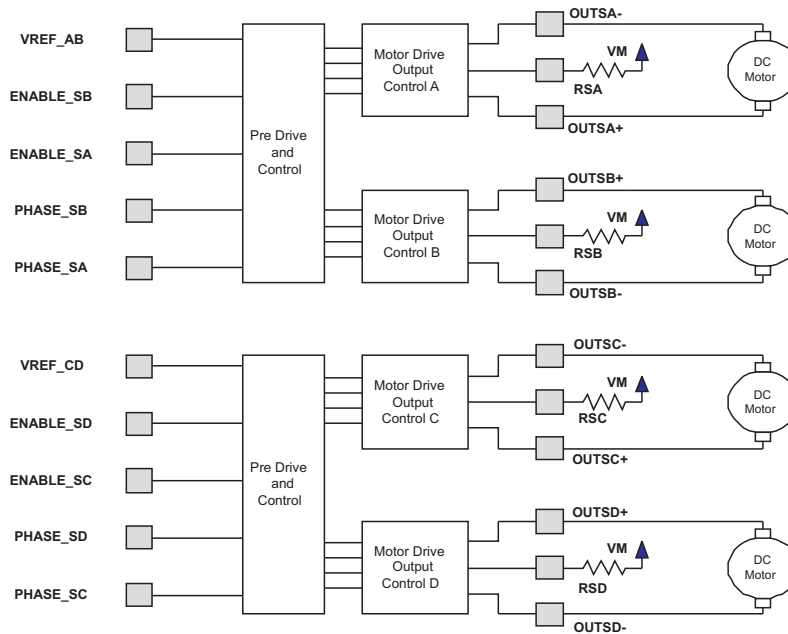 VREF_AB
ENABLE_SB
ENABLE_SA
PHASE_SB
PHASE_SA
Pre Drive
and
Control
Motor Drive
Output
Control A
OUTSA-
VM
RSA
OUTSA+
DC
Motor
Motor Drive
Output
Control B
OUTSB+
VM
RSB
OUTSB-
DC
Motor
VREF_CD
ENABLE_SD
ENABLE_SC
PHASE_SD
PHASE_SC
Pre Drive
and
Control
Motor Drive
Output
Control C
OUTSC-
VM
RSC
OUTSC+
DC
Motor
Motor Drive
Output
Control D
OUTSD+
VM
RSD
OUTSD-
DC
Motor